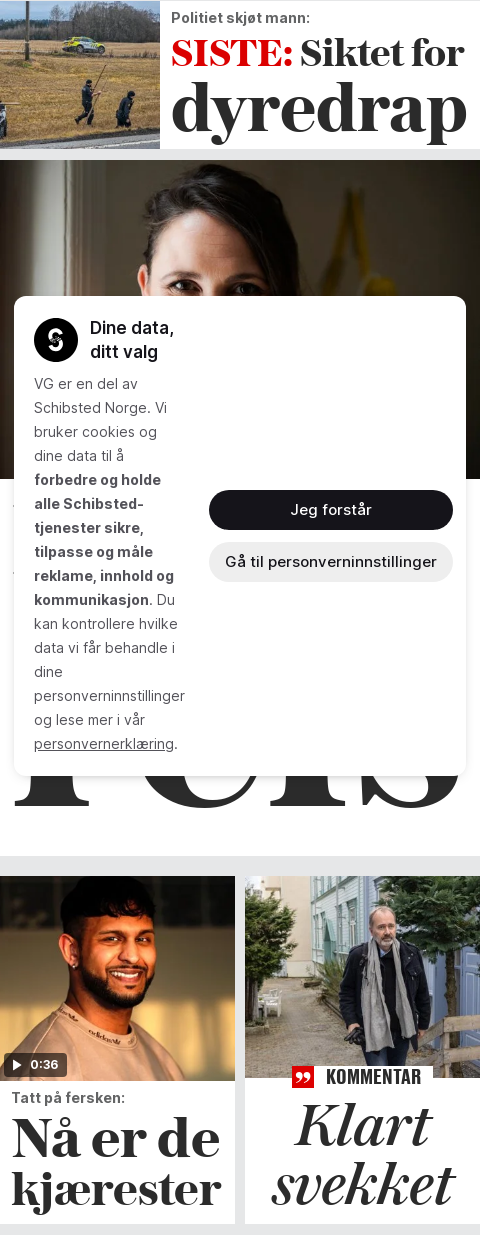 Politiet skjøt mann:
SISTE: Siktet for
dyredrap
Dine data,
ditt valg
VG er en del av
Schibsted Norge. Vi
bruker cookies og
dine data til å
forbedre og holde
alle Schibsted-
tjenester sikre,
tilpasse og måle
reklame, innhold og
kommunikasjon. Du
kan kontrollere hvilke
data vi får behandle i
dine
personverninnstillinger
og lese mer i vår
personvernerklæring.
Jeg forstår
Gå til personverninnstillinger
0:36
Tatt på fersken:
Nå er de
kjærester
KOMMENTAR
Klart
svekket